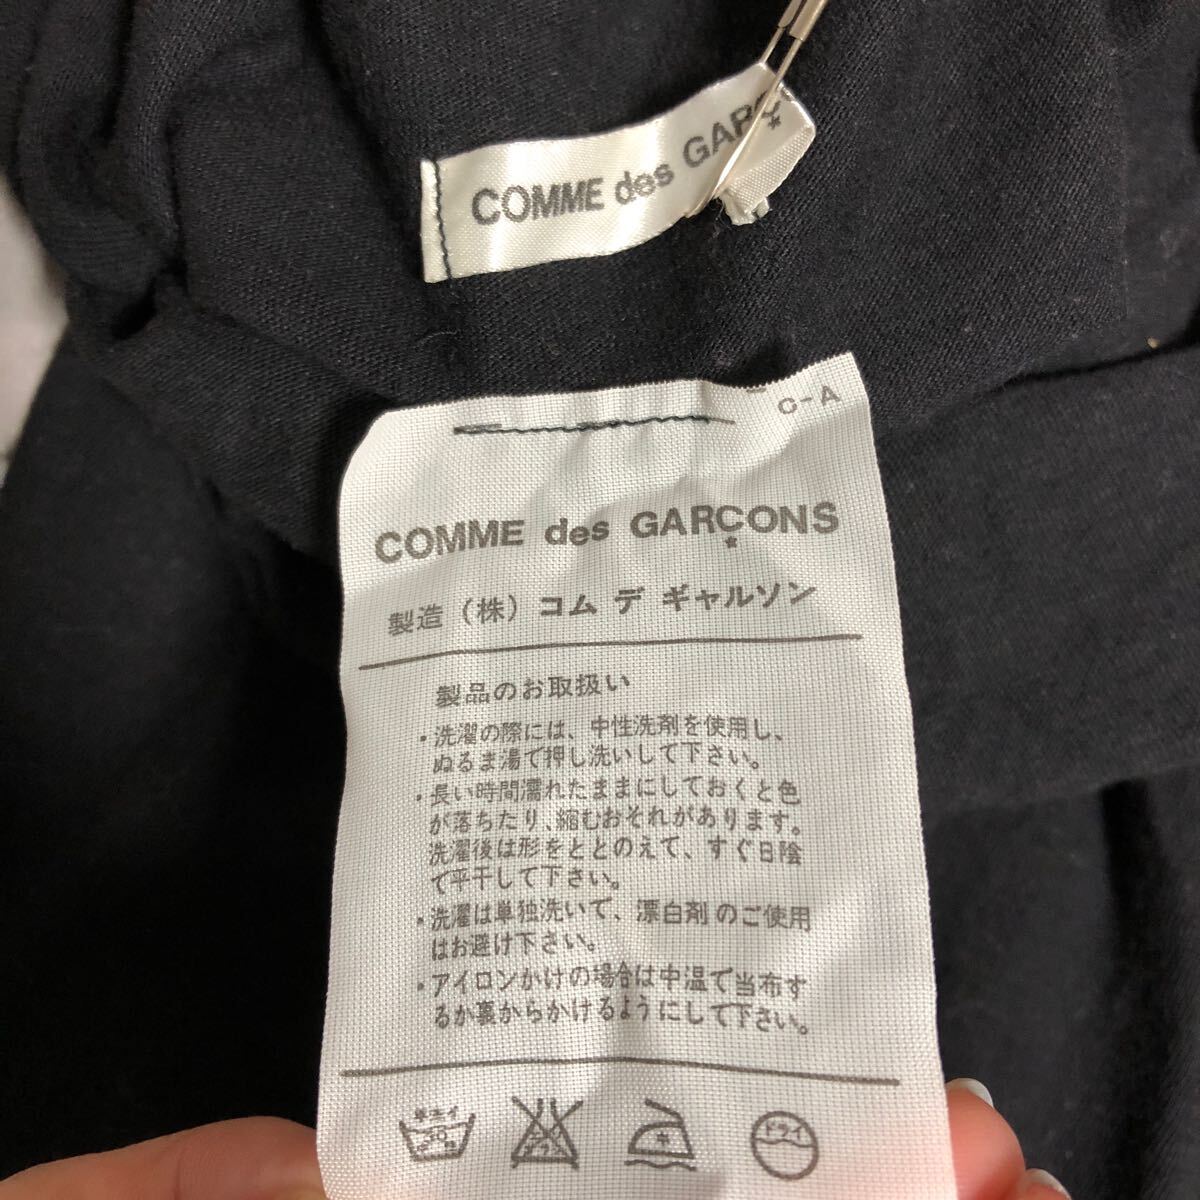 COMME des GARÇ
C-A
COMME des GARÇONS
製造 (株) コム デ ギャルソン
製品のお取扱い
・洗濯の際には、中性洗剤を使用し、
ぬるま湯で押し洗いして下さい。
・長い時間濡れたままにしておくと色
が落ちたり、縮むおそれがあります。
洗濯後は形をととのえて、すぐ日陰
で平干して下さい。
・洗濯は単独洗いで、漂白剤のご使用
はお避け下さい。
・アイロンかけの場合は中温で当布す
るか裏からかけるようにして下さい。
ドライ